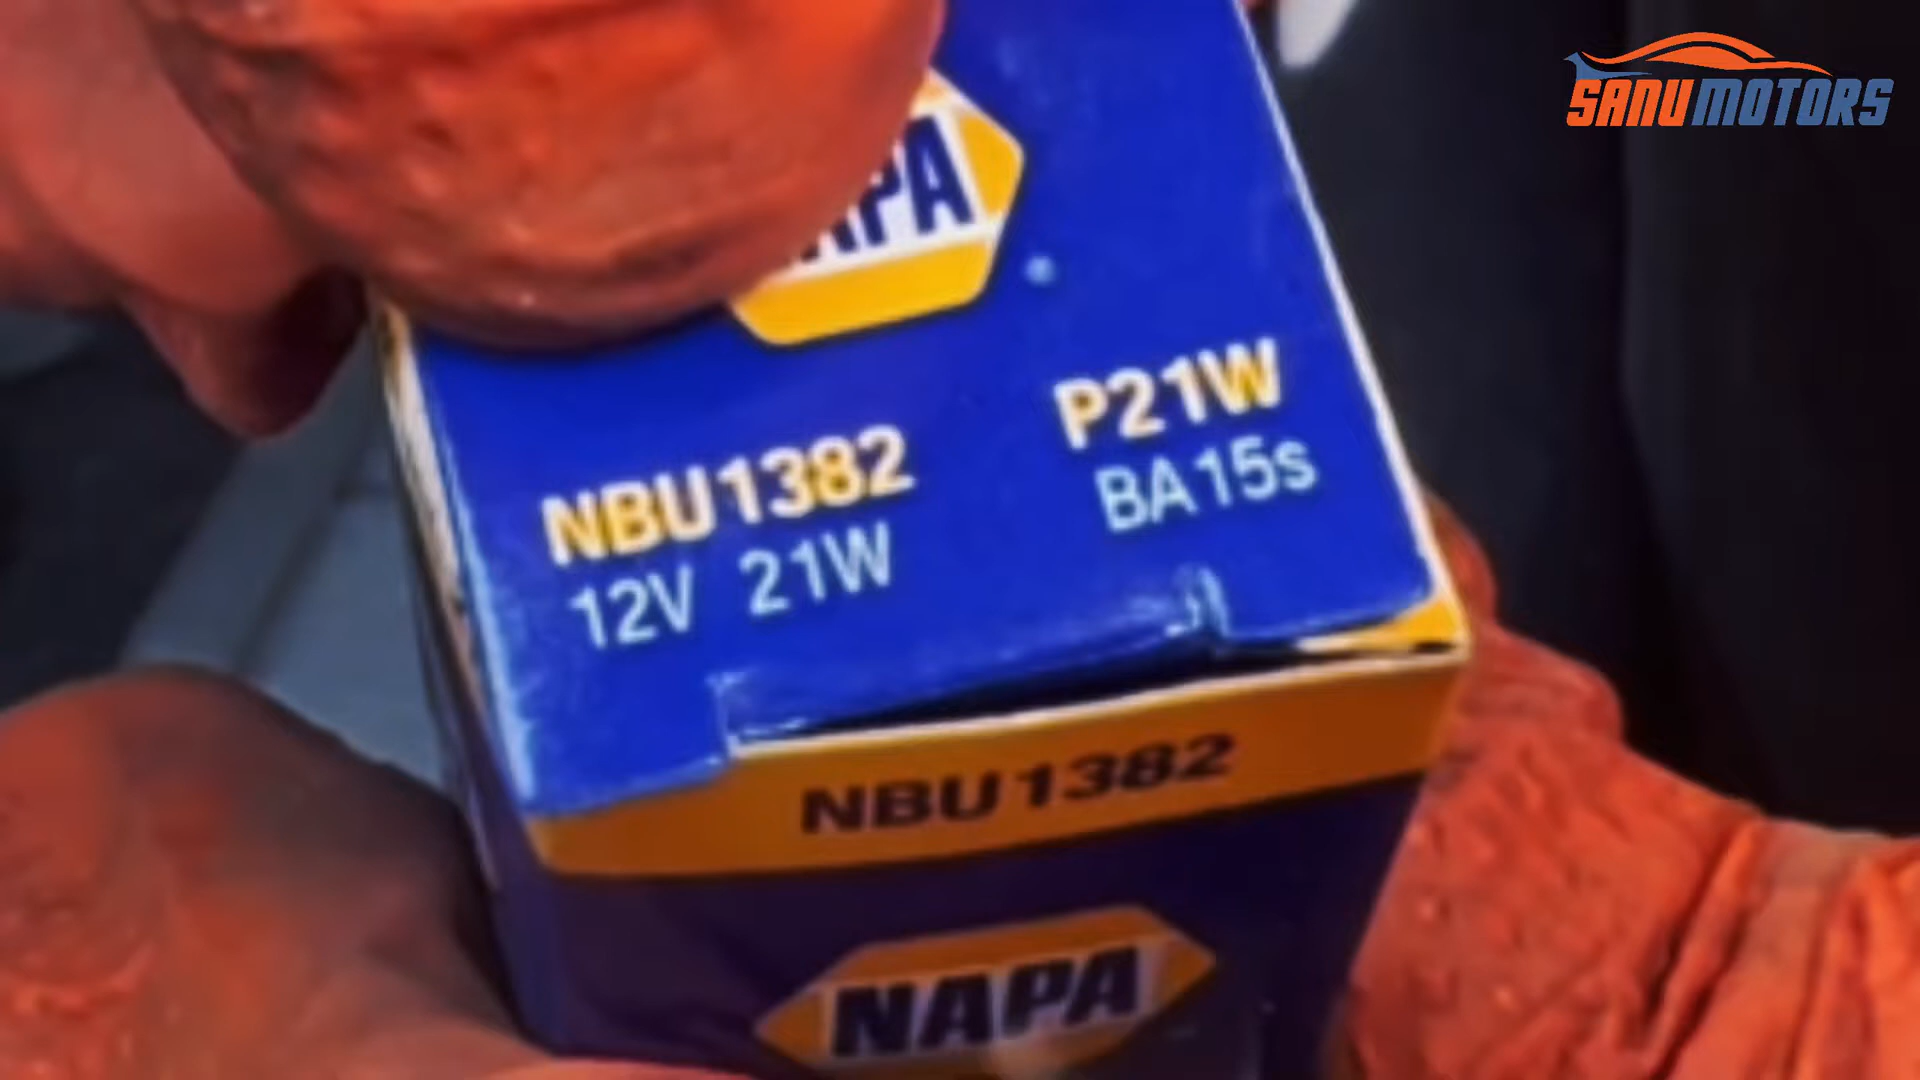 SANUMOTORS
NAPA
P21W
BA15s
NBU1382
12V 21W
NBU1382
NAPA